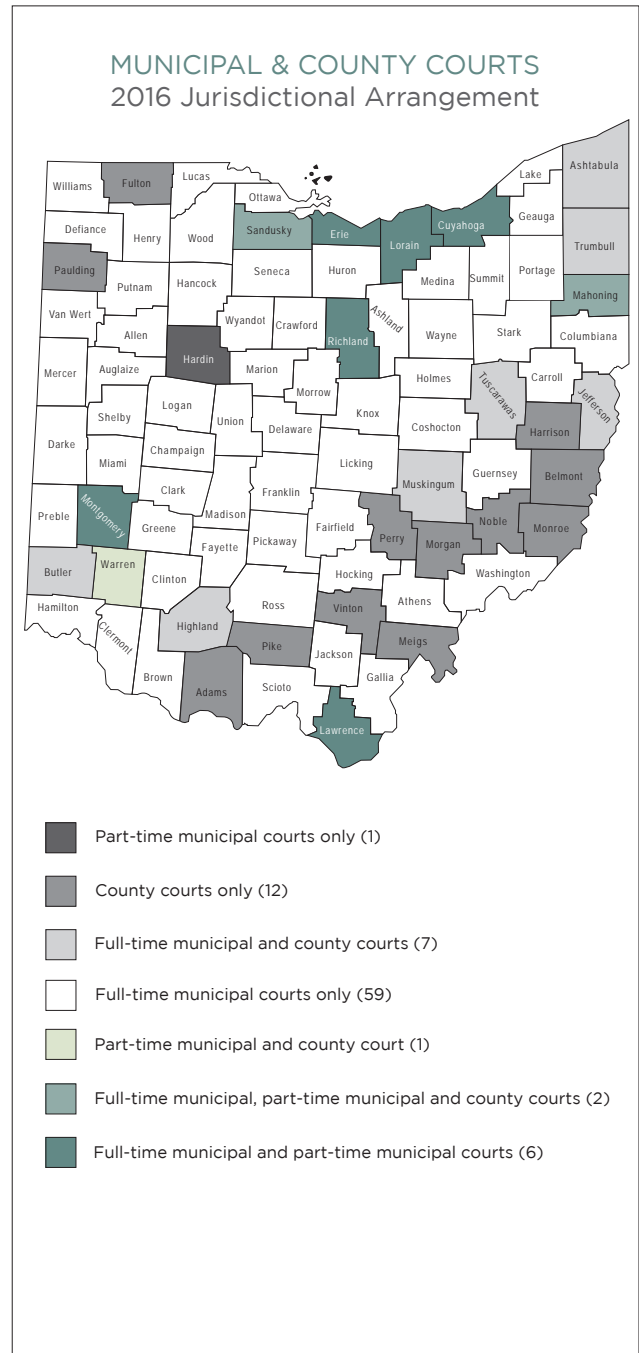 MUNICIPAL & COUNTY COURTS
2016 Jurisdictional Arrangement
Williams
Fulton
Lucas
Ottawa
Lake
Ashtabula
Geauga
Cuyahoga
Defiance
Henry
Wood
Sandusky
Erie
Lorain
Trumbull
Paulding
Putnam
Hancock
Seneca
Huron
Medina
Summit
Portage
Mahoning
Van Wert
Allen
Wyandot
Crawford
Richland
Ashland
Wayne
Stark
Columbiana
Mercer
Auglaize
Hardin
Marion
Morrow
Holmes
Tuscarawas
Carroll
Jefferson
Shelby
Logan
Union
Delaware
Knox
Coshocton
Harrison
Darke
Miami
Champaign
Licking
Muskingum
Guernsey
Belmont
Clark
Madison
Franklin
Preble
Montgomery
Greene
Fayette
Pickaway
Fairfield
Perry
Morgan
Noble
Monroe
Butler
Warren
Clinton
Hocking
Washington
Hamilton
Clermont
Highland
Ross
Vinton
Athens
Brown
Adams
Pike
Scioto
Jackson
Meigs
Gallia
Lawrence
Part-time municipal courts only (1)
County courts only (12)
Full-time municipal and county courts (7)
Full-time municipal courts only (59)
Part-time municipal and county court (1)
Full-time municipal, part-time municipal and county courts (2)
Full-time municipal and part-time municipal courts (6)